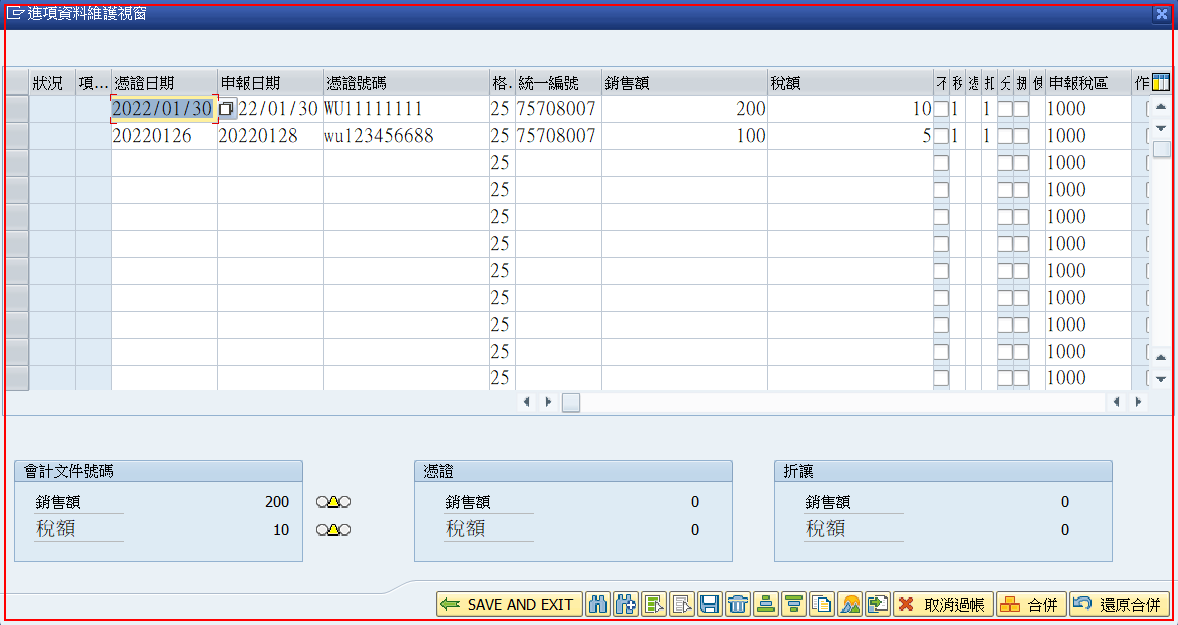 進項資料維護視窗
狀況 項... 憑證日期 申報日期 憑證號碼 格. 統一編號 銷售額 稅額 不 稅 憑 扣 分 捌 使 申報稅區 作
2022/01/30 22/01/30 WU11111111 25 75708007 200 10 1 1 1000
20220126 20220128 wu123456688 25 75708007 100 5 1 1 1000
25 1000
25 1000
25 1000
25 1000
25 1000
25 1000
25 1000
25 1000
25 1000
會計文件號碼 憑證 折讓
銷售額 200 銷售額 0 銷售額 0
稅額 10 稅額 0 稅額 0
SAVE AND EXIT 取消過帳 合併 還原合併